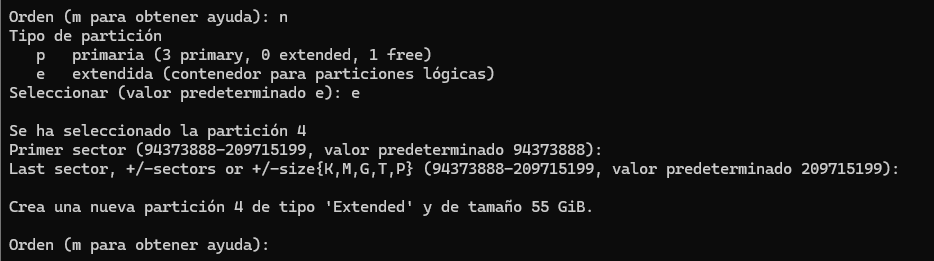 Orden (m para obtener ayuda): n
Tipo de partición
   p   primaria (3 primary, 0 extended, 1 free)
   e   extendida (contenedor para particiones lógicas)
Seleccionar (valor predeterminado e): e
Se ha seleccionado la partición 4
Primer sector (94373888-209715199, valor predeterminado 94373888):
Last sector, +/-sectors or +/-size{K,M,G,T,P} (94373888-209715199, valor predeterminado 209715199):
Crea una nueva partición 4 de tipo 'Extended' y de tamaño 55 GiB.
Orden (m para obtener ayuda):